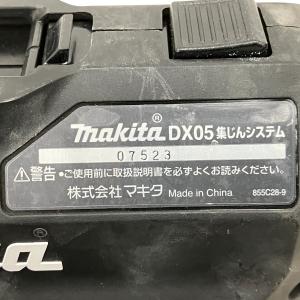 makita® DX05 集じんシステム
07523
⚠警告 •ご使用前に取扱説明書を必ずよくお読みください。
株式会社マキタ Made in China 855C28-9